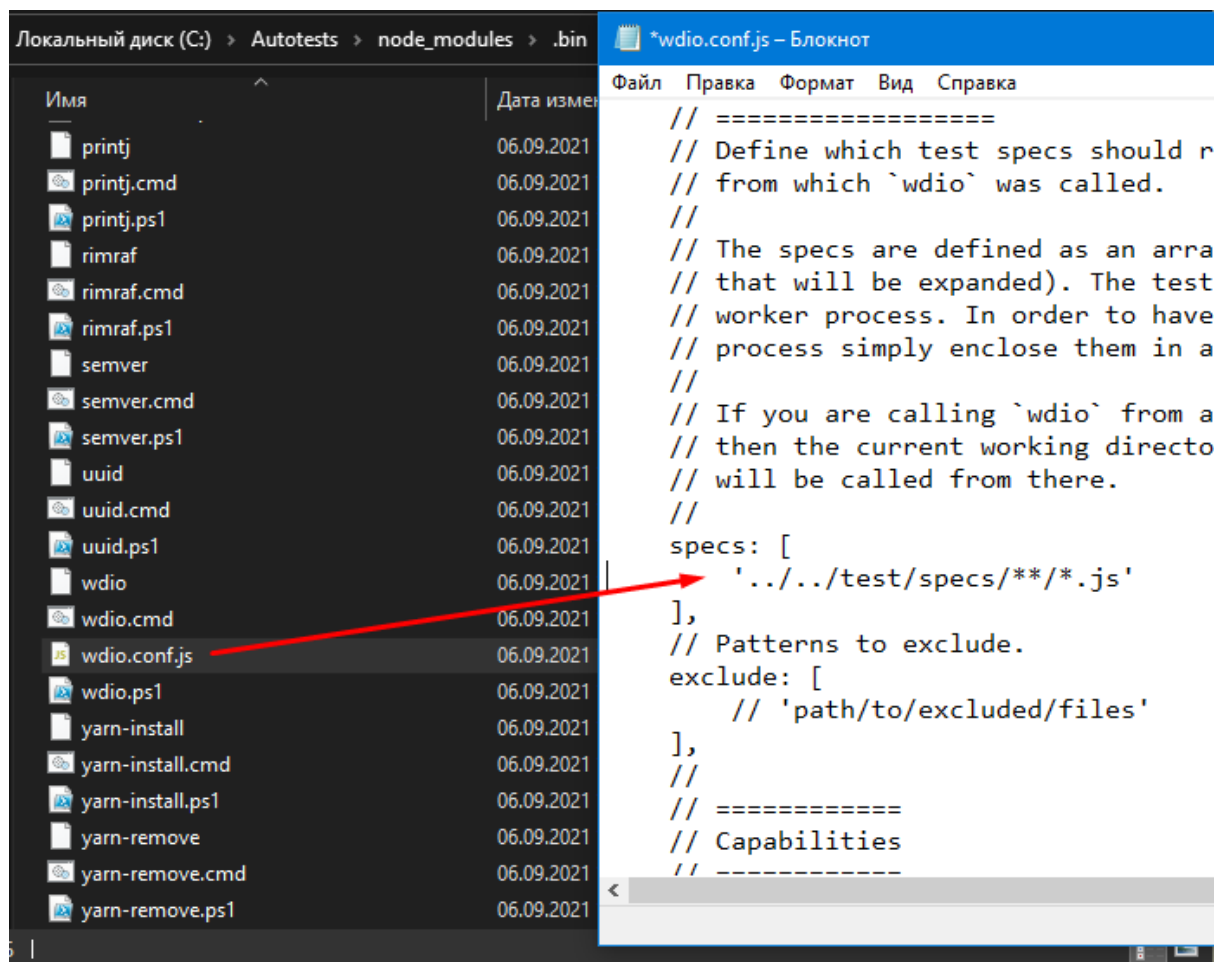 Локальный диск (C:) > Autotests > node_modules > .bin
Имя
Дата измен
printj 06.09.2021
printj.cmd 06.09.2021
printj.ps1 06.09.2021
rimraf 06.09.2021
rimraf.cmd 06.09.2021
rimraf.ps1 06.09.2021
semver 06.09.2021
semver.cmd 06.09.2021
semver.ps1 06.09.2021
uuid 06.09.2021
uuid.cmd 06.09.2021
uuid.ps1 06.09.2021
wdio 06.09.2021
wdio.cmd 06.09.2021
JS wdio.conf.js 06.09.2021
wdio.ps1 06.09.2021
yarn-install 06.09.2021
yarn-install.cmd 06.09.2021
yarn-install.ps1 06.09.2021
yarn-remove 06.09.2021
yarn-remove.cmd 06.09.2021
yarn-remove.ps1 06.09.2021
*wdio.conf.js – Блокнот
Файл Правка Формат Вид Справка
// ==================
// Define which test specs should r
// from which `wdio` was called.
//
// The specs are defined as an arra
// that will be expanded). The test
// worker process. In order to have
// process simply enclose them in a
//
// If you are calling `wdio` from a
// then the current working directo
// will be called from there.
//
specs: [
'../../test/specs/**/*.js'
],
// Patterns to exclude.
exclude: [
// 'path/to/excluded/files'
],
//
// ============
// Capabilities
// ============